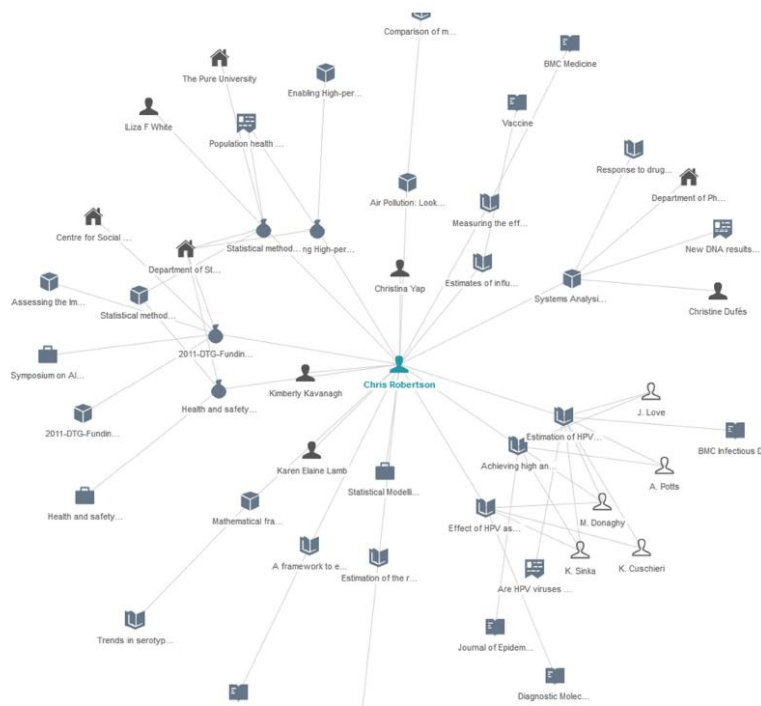 Comparison of m...
BMC Medicine
The Pure University
Enabling High-per...
Vaccine
Liza F White
Population health ...
Response to drug...
Department of Ph...
Air Pollution: Look...
Measuring the eff...
Centre for Social ...
Statistical method...
ng High-per...
New DNA results...
Department of St...
Christina Yap
Estimates of influ...
Systems Analysi...
Christine Dufès
Assessing the Im...
Statistical method...
2011-DTG-Fundin...
Symposium on Al...
Chris Robertson
Kimberly Kavanagh
Health and safety...
J. Love
2011-DTG-Fundin...
Estimation of HPV...
BMC Infectious D
Achieving high an...
Karen Elaine Lamb
Statistical Modelli...
A. Potts
Health and safety...
Mathematical fra...
Effect of HPV as...
M. Donaghy
A framework to e...
Estimation of the r...
K. Sinka
K. Cuschieri
Are HPV viruses ...
Trends in serotyp...
Journal of Epidem...
Diagnostic Molec...